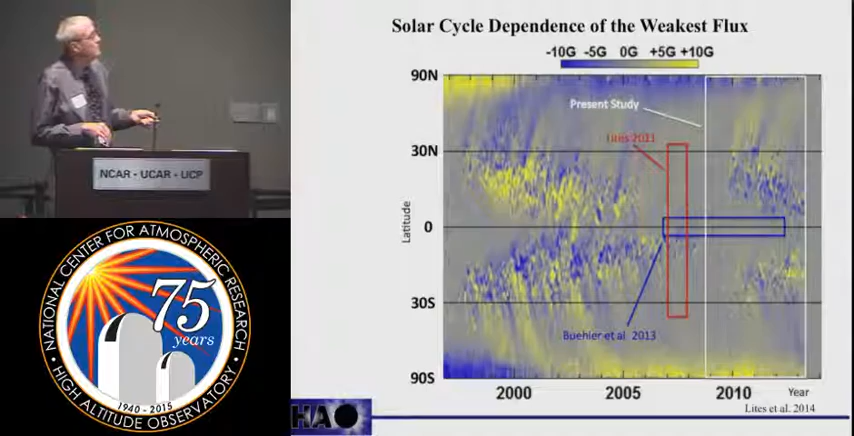 Solar Cycle Dependence of the Weakest Flux
-10G -5G 0G +5G +10G
90N
Present Study
Lites 2011
30N
Latitude
0
30S
Buehler et al 2013
90S
2000 2005 2010 Year
Lites et al. 2014
HAO
NCAR - UCAR - UCP
NATIONAL CENTER FOR ATMOSPHERIC RESEARCH
75
years
1940 - 2015
HIGH ALTITUDE OBSERVATORY